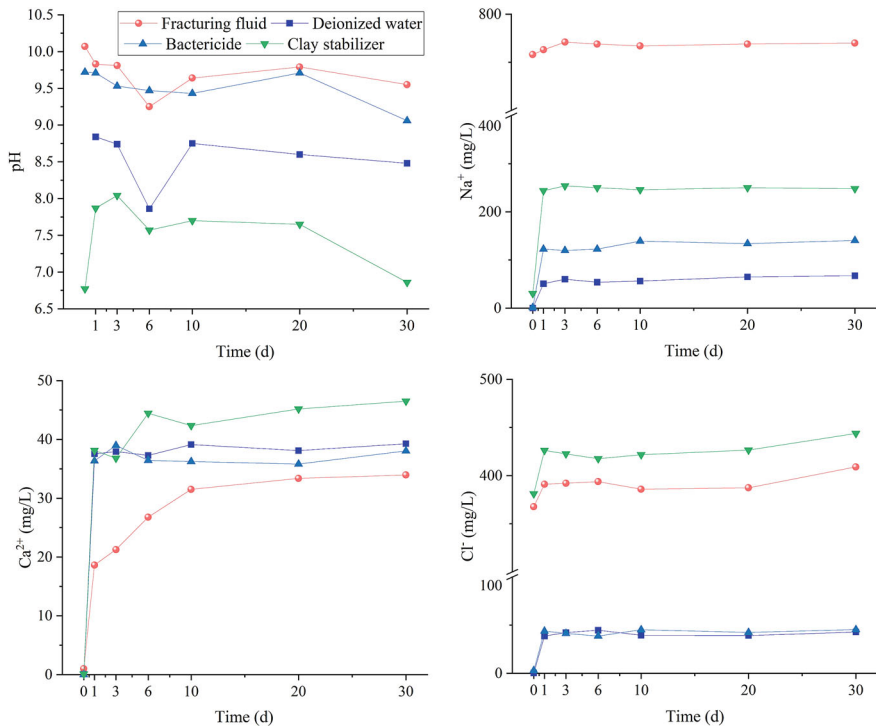 Fracturing fluid Deionized water
Bactericide Clay stabilizer
10.5
10.0
9.5
9.0
8.5
8.0
7.5
7.0
6.5
pH
1 3 6 10 20 30
Time (d)
800
400
200
0
Na⁺ (mg/L)
0 1 3 6 10 20 30
Time (d)
50
40
30
20
10
0
Ca²⁺ (mg/L)
0 1 3 6 10 20 30
Time (d)
500
400
100
0
Cl⁻ (mg/L)
0 1 3 6 10 20 30
Time (d)